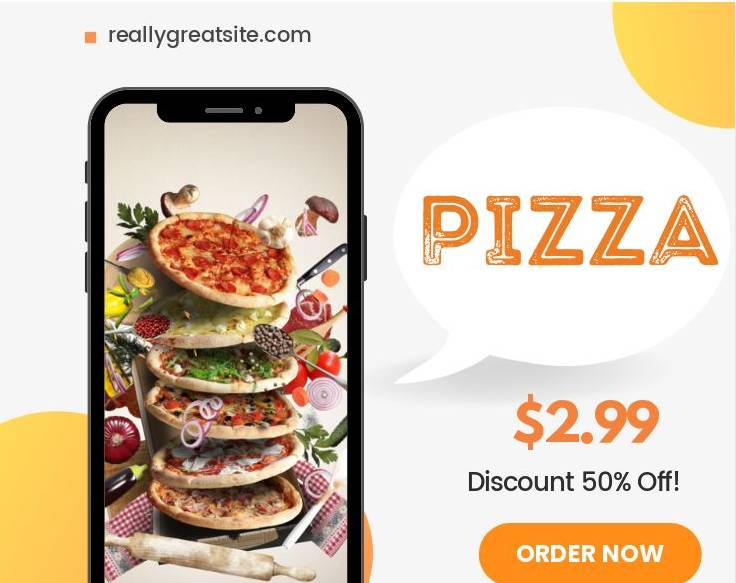 reallygreatsite.com
PIZZA
$2.99
Discount 50% Off!
ORDER NOW